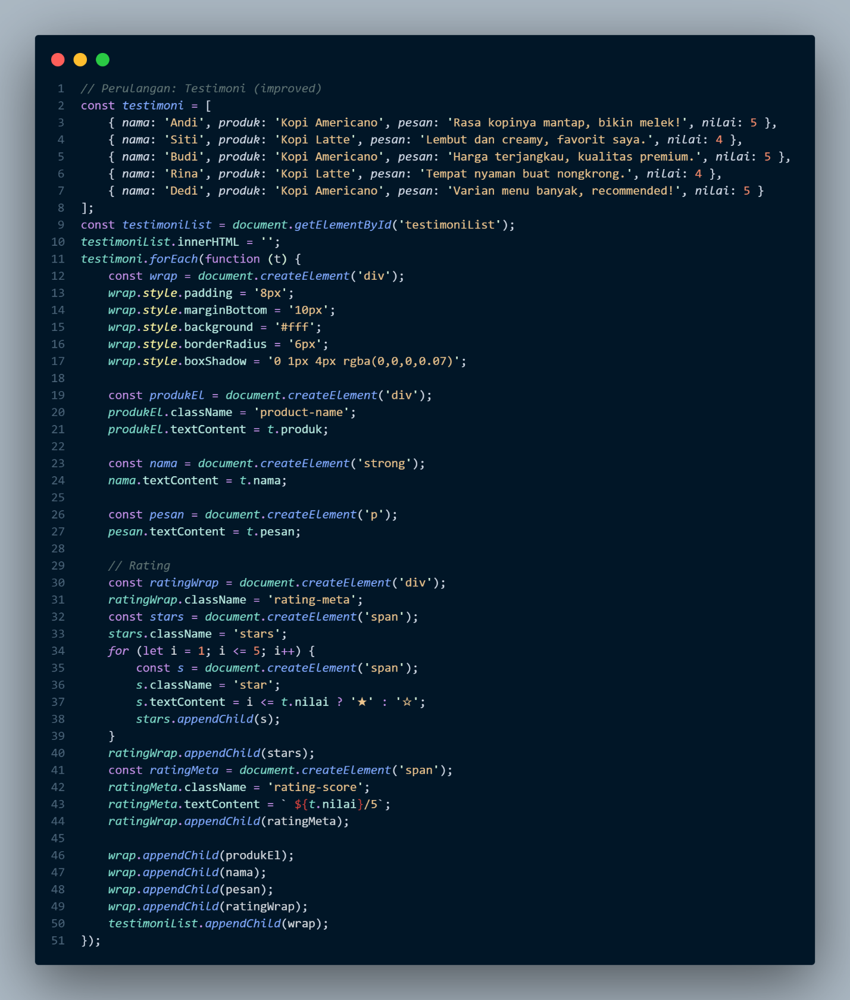 1 // Perulangan: Testimoni (improved)
2 const testimoni = [
3     { nama: 'Andi', produk: 'Kopi Americano', pesan: 'Rasa kopinya mantap, bikin melek!', nilai: 5 },
4     { nama: 'Siti', produk: 'Kopi Latte', pesan: 'Lembut dan creamy, favorit saya.', nilai: 4 },
5     { nama: 'Budi', produk: 'Kopi Americano', pesan: 'Harga terjangkau, kualitas premium.', nilai: 5 },
6     { nama: 'Rina', produk: 'Kopi Latte', pesan: 'Tempat nyaman buat nongkrong.', nilai: 4 },
7     { nama: 'Dedi', produk: 'Kopi Americano', pesan: 'Varian menu banyak, recommended!', nilai: 5 }
8 ];
9 const testimoniList = document.getElementById('testimoniList');
10 testimoniList.innerHTML = '';
11 testimoni.forEach(function (t) {
12     const wrap = document.createElement('div');
13     wrap.style.padding = '8px';
14     wrap.style.marginBottom = '10px';
15     wrap.style.background = '#fff';
16     wrap.style.borderRadius = '6px';
17     wrap.style.boxShadow = '0 1px 4px rgba(0,0,0,0.07)';
18
19     const produkEl = document.createElement('div');
20     produkEl.className = 'product-name';
21     produkEl.textContent = t.produk;
22
23     const nama = document.createElement('strong');
24     nama.textContent = t.nama;
25
26     const pesan = document.createElement('p');
27     pesan.textContent = t.pesan;
28
29     // Rating
30     const ratingWrap = document.createElement('div');
31     ratingWrap.className = 'rating-meta';
32     const stars = document.createElement('span');
33     stars.className = 'stars';
34     for (let i = 1; i <= 5; i++) {
35         const s = document.createElement('span');
36         s.className = 'star';
37         s.textContent = i <= t.nilai ? '★' : '☆';
38         stars.appendChild(s);
39     }
40     ratingWrap.appendChild(stars);
41     const ratingMeta = document.createElement('span');
42     ratingMeta.className = 'rating-score';
43     ratingMeta.textContent = ` ${t.nilai}/5`;
44     ratingWrap.appendChild(ratingMeta);
45
46     wrap.appendChild(produkEl);
47     wrap.appendChild(nama);
48     wrap.appendChild(pesan);
49     wrap.appendChild(ratingWrap);
50     testimoniList.appendChild(wrap);
51 });